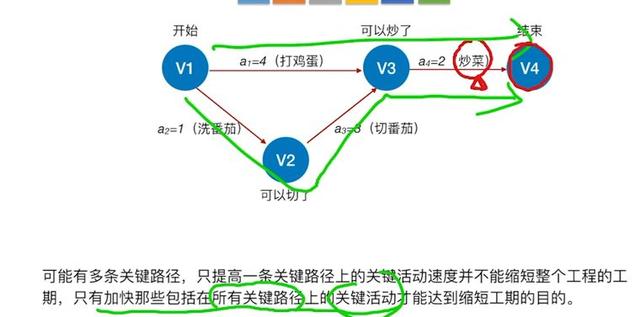 开始
可以炒了
结束
V1
a₁=4（打鸡蛋）
V3
a₄=2（炒菜）
V4
a₂=1（洗番茄）
a₃=3（切番茄）
V2
可以切了
可能有多条关键路径，只提高一条关键路径上的关键活动速度并不能缩短整个工程的工
期，只有加快那些包括在所有关键路径上的关键活动才能达到缩短工期的目的。